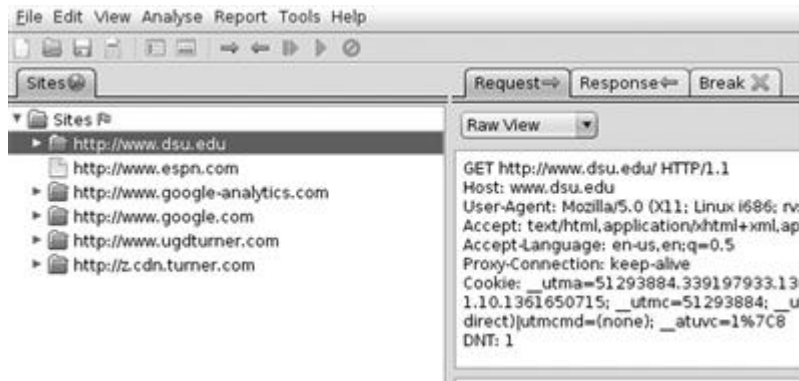 File Edit View Analyse Report Tools Help
Sites
Request Response Break
Sites
http://www.dsu.edu
http://www.espn.com
http://www.google-analytics.com
http://www.google.com
http://www.ugdturner.com
http://z.cdn.turner.com
Raw View
GET http://www.dsu.edu/ HTTP/1.1
Host: www.dsu.edu
User-Agent: Mozilla/5.0 (X11; Linux i686; rv:
Accept: text/html,application/xhtml+xml,ap
Accept-Language: en-us,en;q=0.5
Proxy-Connection: keep-alive
Cookie: __utma=51293884.339197933.13
1.10.1361650715; __utmc=51293884; __u
direct)|utmcmd=(none); __atuvc=1%7C8
DNT: 1